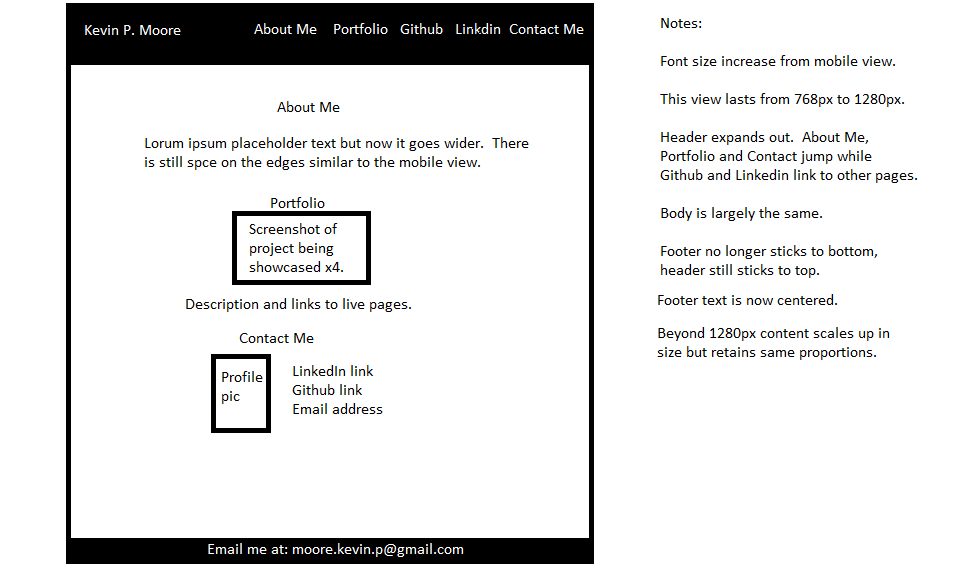 Kevin P. Moore
About Me Portfolio Github Linkdin Contact Me
About Me
Lorum ipsum placeholder text but now it goes wider. There
is still spce on the edges similar to the mobile view.
Portfolio
Screenshot of
project being
showcased x4.
Description and links to live pages.
Contact Me
Profile
pic
LinkedIn link
Github link
Email address
Email me at: moore.kevin.p@gmail.com
Notes:
Font size increase from mobile view.
This view lasts from 768px to 1280px.
Header expands out. About Me,
Portfolio and Contact jump while
Github and Linkedin link to other pages.
Body is largely the same.
Footer no longer sticks to bottom,
header still sticks to top.
Footer text is now centered.
Beyond 1280px content scales up in
size but retains same proportions.